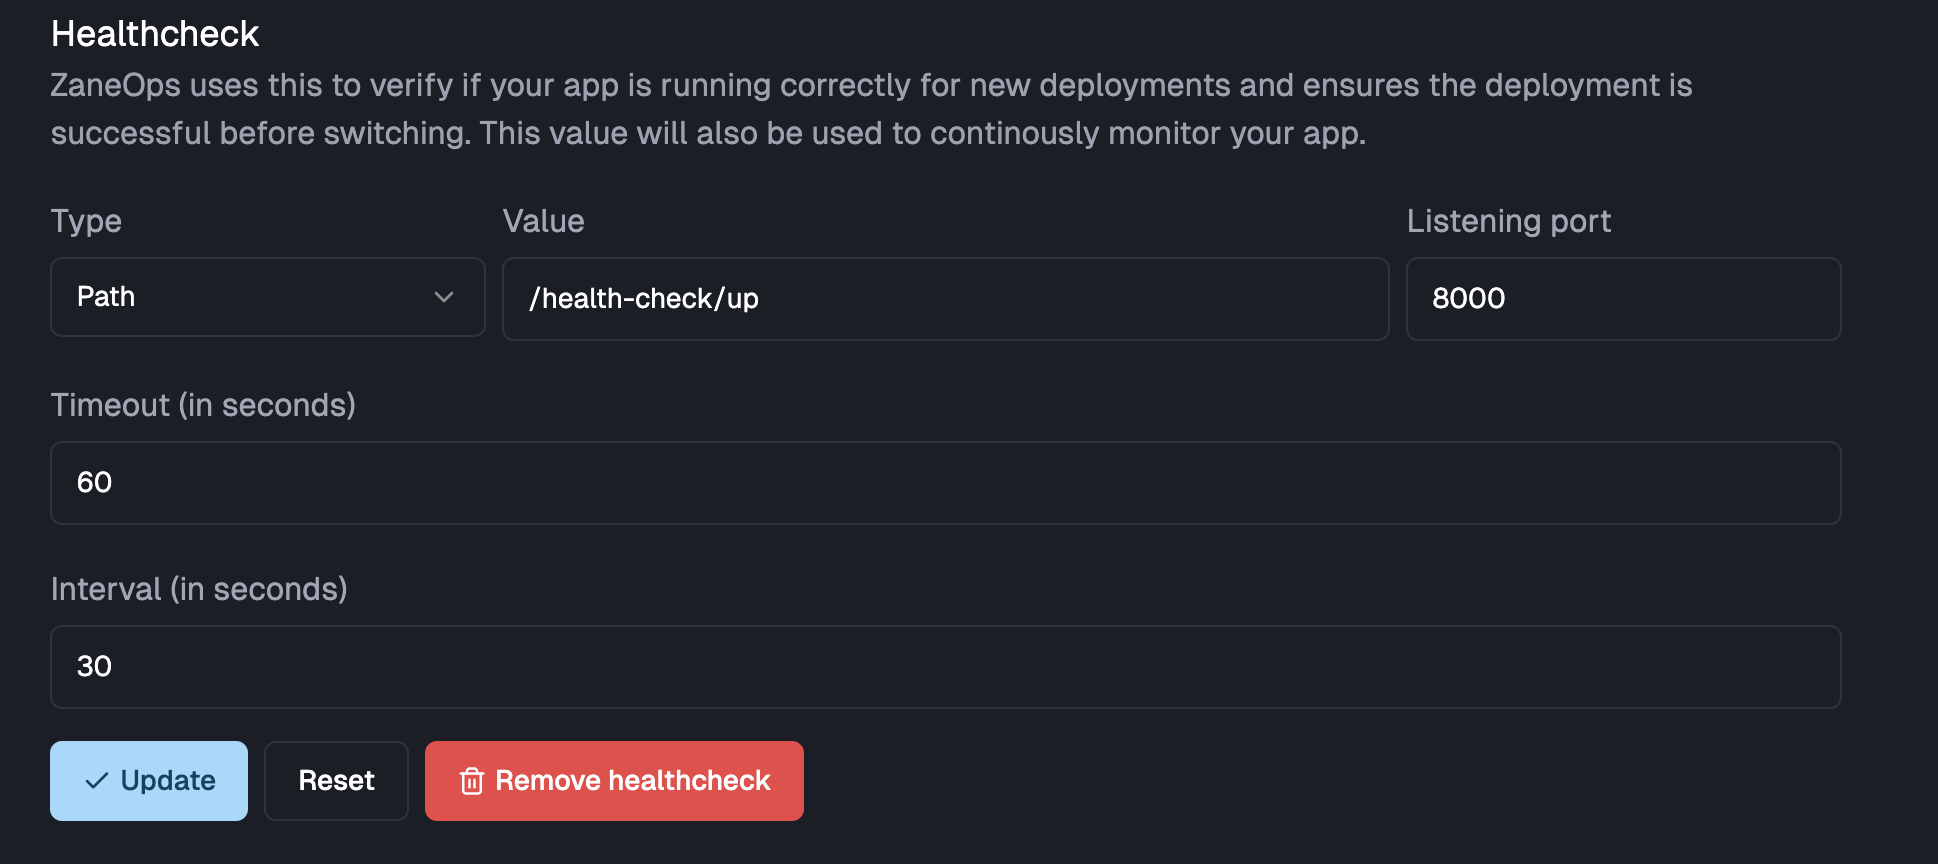 Healthcheck
ZaneOps uses this to verify if your app is running correctly for new deployments and ensures the deployment is
successful before switching. This value will also be used to continously monitor your app.
Type
Value
Listening port
Path
/health-check/up
8000
Timeout (in seconds)
60
Interval (in seconds)
30
Update
Reset
Remove healthcheck